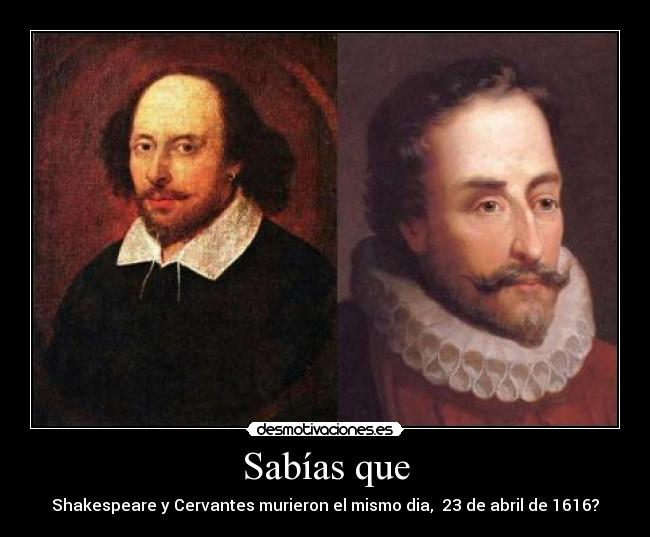 desmotivaciones.es
Sabías que
Shakespeare y Cervantes murieron el mismo dia,  23 de abril de 1616?